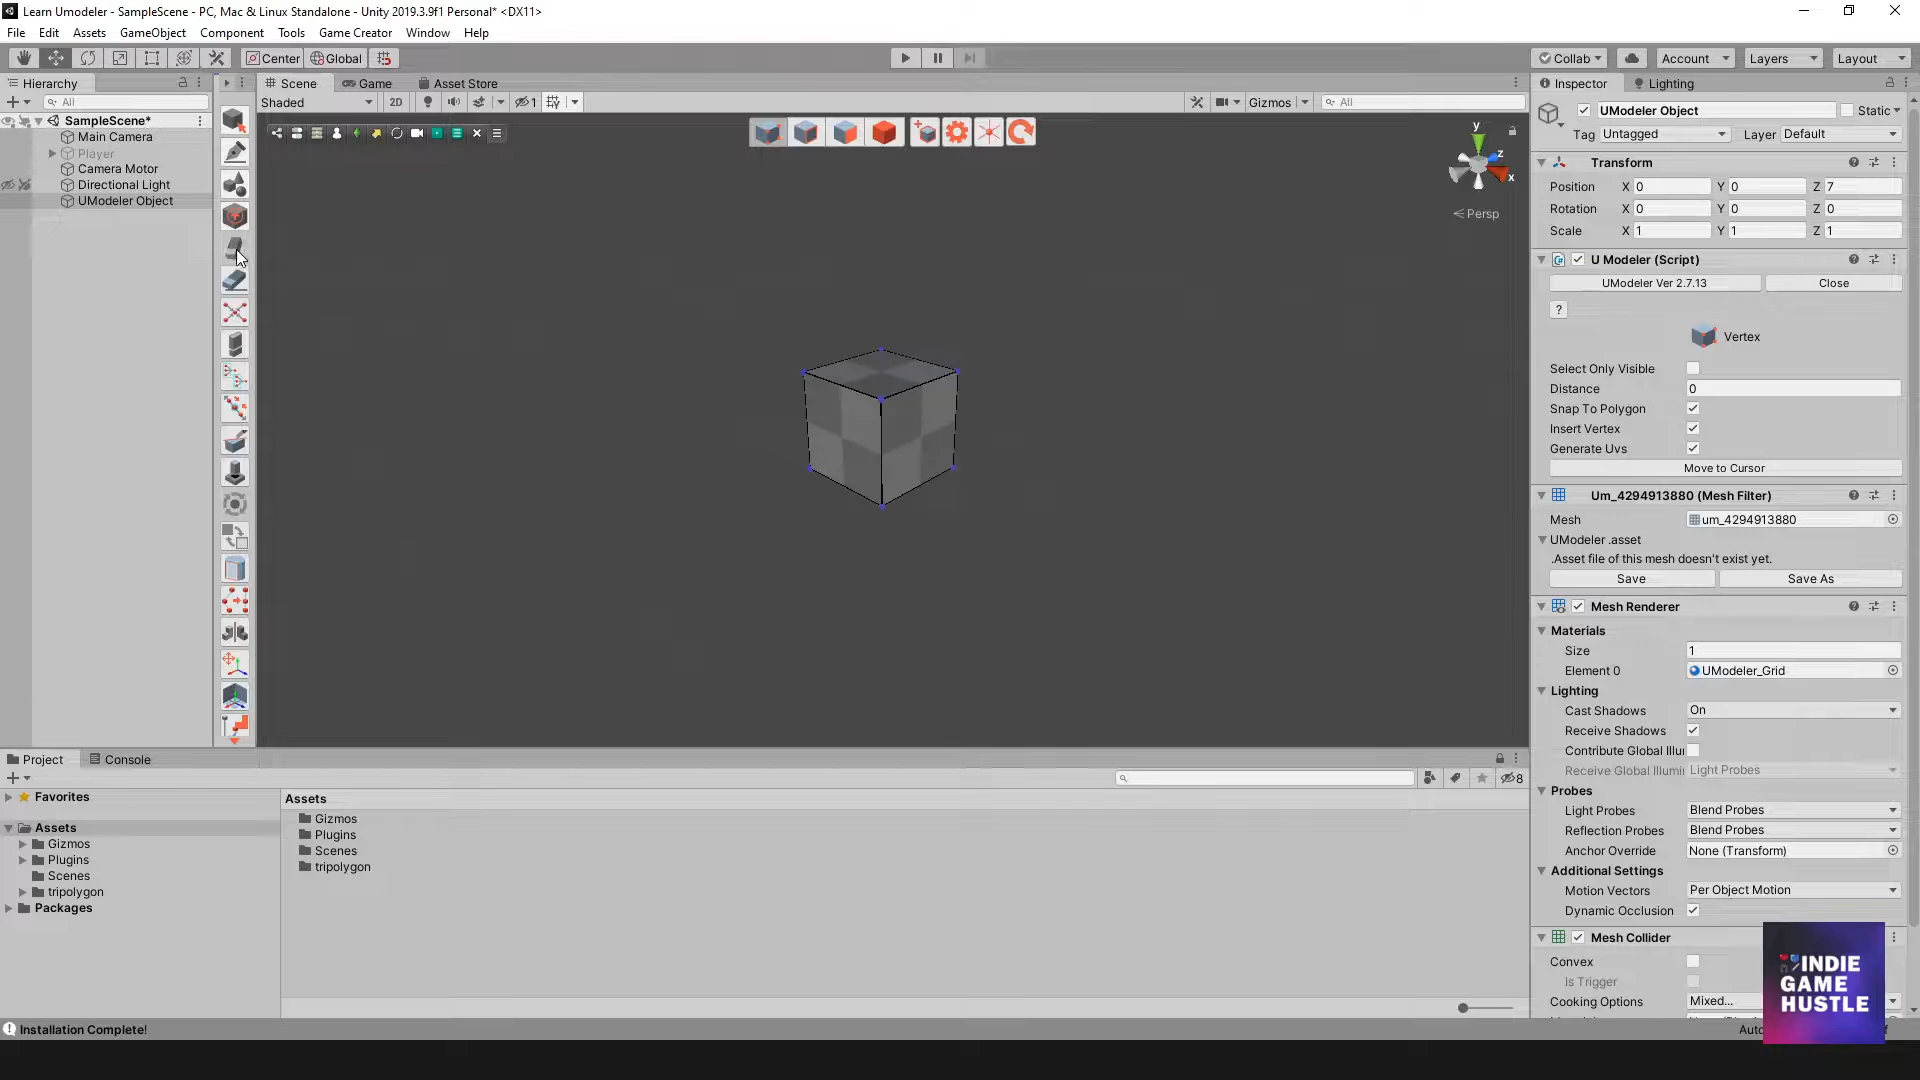 Learn Umodeler - SampleScene - PC, Mac & Linux Standalone - Unity 2019.3.9f1 Personal* <DX11>
File Edit Assets GameObject Component Tools Game Creator Window Help
Center Global Collab Account Layers Layout
Hierarchy
All
SampleScene*
Main Camera
Player
Camera Motor
Directional Light
UModeler Object
Scene Game Asset Store
Shaded 2D 1 Gizmos All
y
z
x
< Persp
Inspector Lighting
UModeler Object Static
Tag Untagged Layer Default
Transform
Position X 0 Y 0 Z 7
Rotation X 0 Y 0 Z 0
Scale X 1 Y 1 Z 1
U Modeler (Script)
UModeler Ver 2.7.13 Close
?
Vertex
Select Only Visible
Distance 0
Snap To Polygon
Insert Vertex
Generate Uvs
Move to Cursor
Um_4294913880 (Mesh Filter)
Mesh um_4294913880
UModeler .asset
.Asset file of this mesh doesn't exist yet.
Save Save As
Mesh Renderer
Materials
Size 1
Element 0 UModeler_Grid
Lighting
Cast Shadows On
Receive Shadows
Contribute Global Illu
Receive Global Illumin Light Probes
Probes
Light Probes Blend Probes
Reflection Probes Blend Probes
Anchor Override None (Transform)
Additional Settings
Motion Vectors Per Object Motion
Dynamic Occlusion
Mesh Collider
Convex
Is Trigger
Cooking Options Mixed...
INDIE
GAME
HUSTLE
Project Console
8
Favorites
Assets
Gizmos
Plugins
Scenes
tripolygon
Packages
Assets
Gizmos
Plugins
Scenes
tripolygon
Installation Complete!